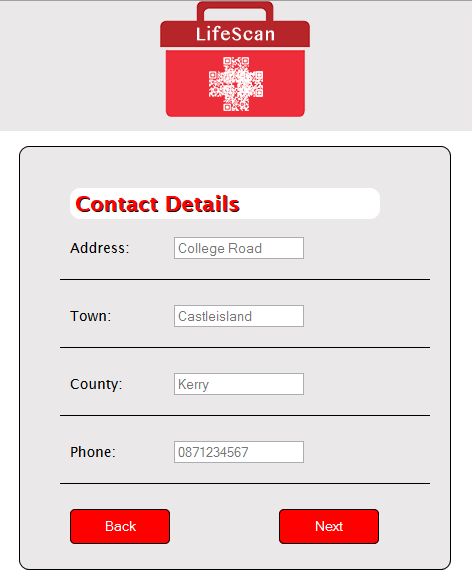 LifeScan
Contact Details
Address: College Road
Town: Castleisland
County: Kerry
Phone: 0871234567
Back Next